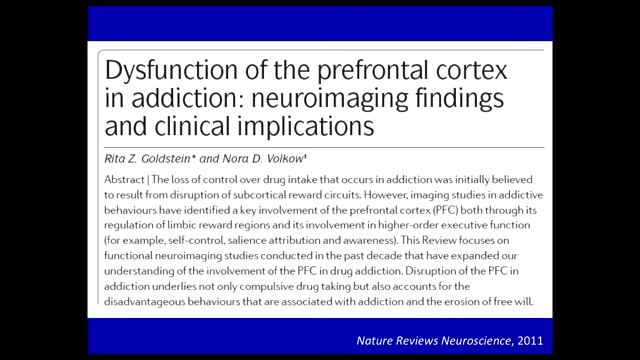 Dysfunction of the prefrontal cortex
in addiction: neuroimaging findings
and clinical implications
Rita Z. Goldstein* and Nora D. Volkow‡
Abstract | The loss of control over drug intake that occurs in addiction was initially believed
to result from disruption of subcortical reward circuits. However, imaging studies in addictive
behaviours have identified a key involvement of the prefrontal cortex (PFC) both through its
regulation of limbic reward regions and its involvement in higher-order executive function
(for example, self-control, salience attribution and awareness). This Review focuses on
functional neuroimaging studies conducted in the past decade that have expanded our
understanding of the involvement of the PFC in drug addiction. Disruption of the PFC in
addiction underlies not only compulsive drug taking but also accounts for the
disadvantageous behaviours that are associated with addiction and the erosion of free will.
Nature Reviews Neuroscience, 2011